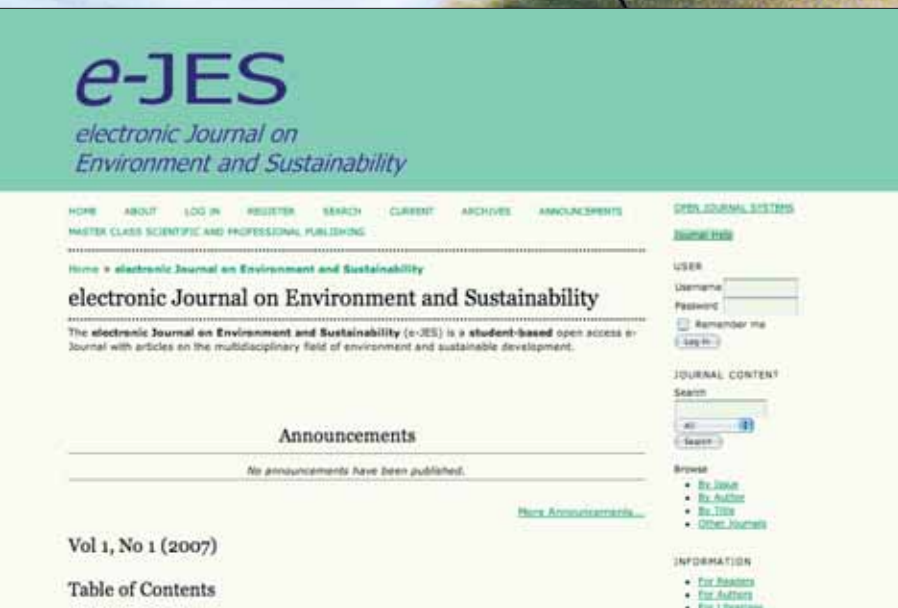 e-JES
electronic Journal on
Environment and Sustainability
HOME ABOUT LOG IN REGISTER SEARCH CURRENT ARCHIVES ANNOUNCEMENTS
MASTER CLASS SCIENTIFIC AND PROFESSIONAL PUBLISHING
Home > electronic Journal on Environment and Sustainability
electronic Journal on Environment and Sustainability
The electronic Journal on Environment and Sustainability (e-JES) is a student-based open access e-
Journal with articles on the multidisciplinary field of environment and sustainable development.
Announcements
No announcements have been published.
More Announcements...
Vol 1, No 1 (2007)
Table of Contents
OPEN JOURNAL SYSTEMS
Journal Help
USER
Username
Password
Remember me
Log In
JOURNAL CONTENT
Search
All
Search
Browse
By Issue
By Author
By Title
Other Journals
INFORMATION
For Readers
For Authors
For Librarians